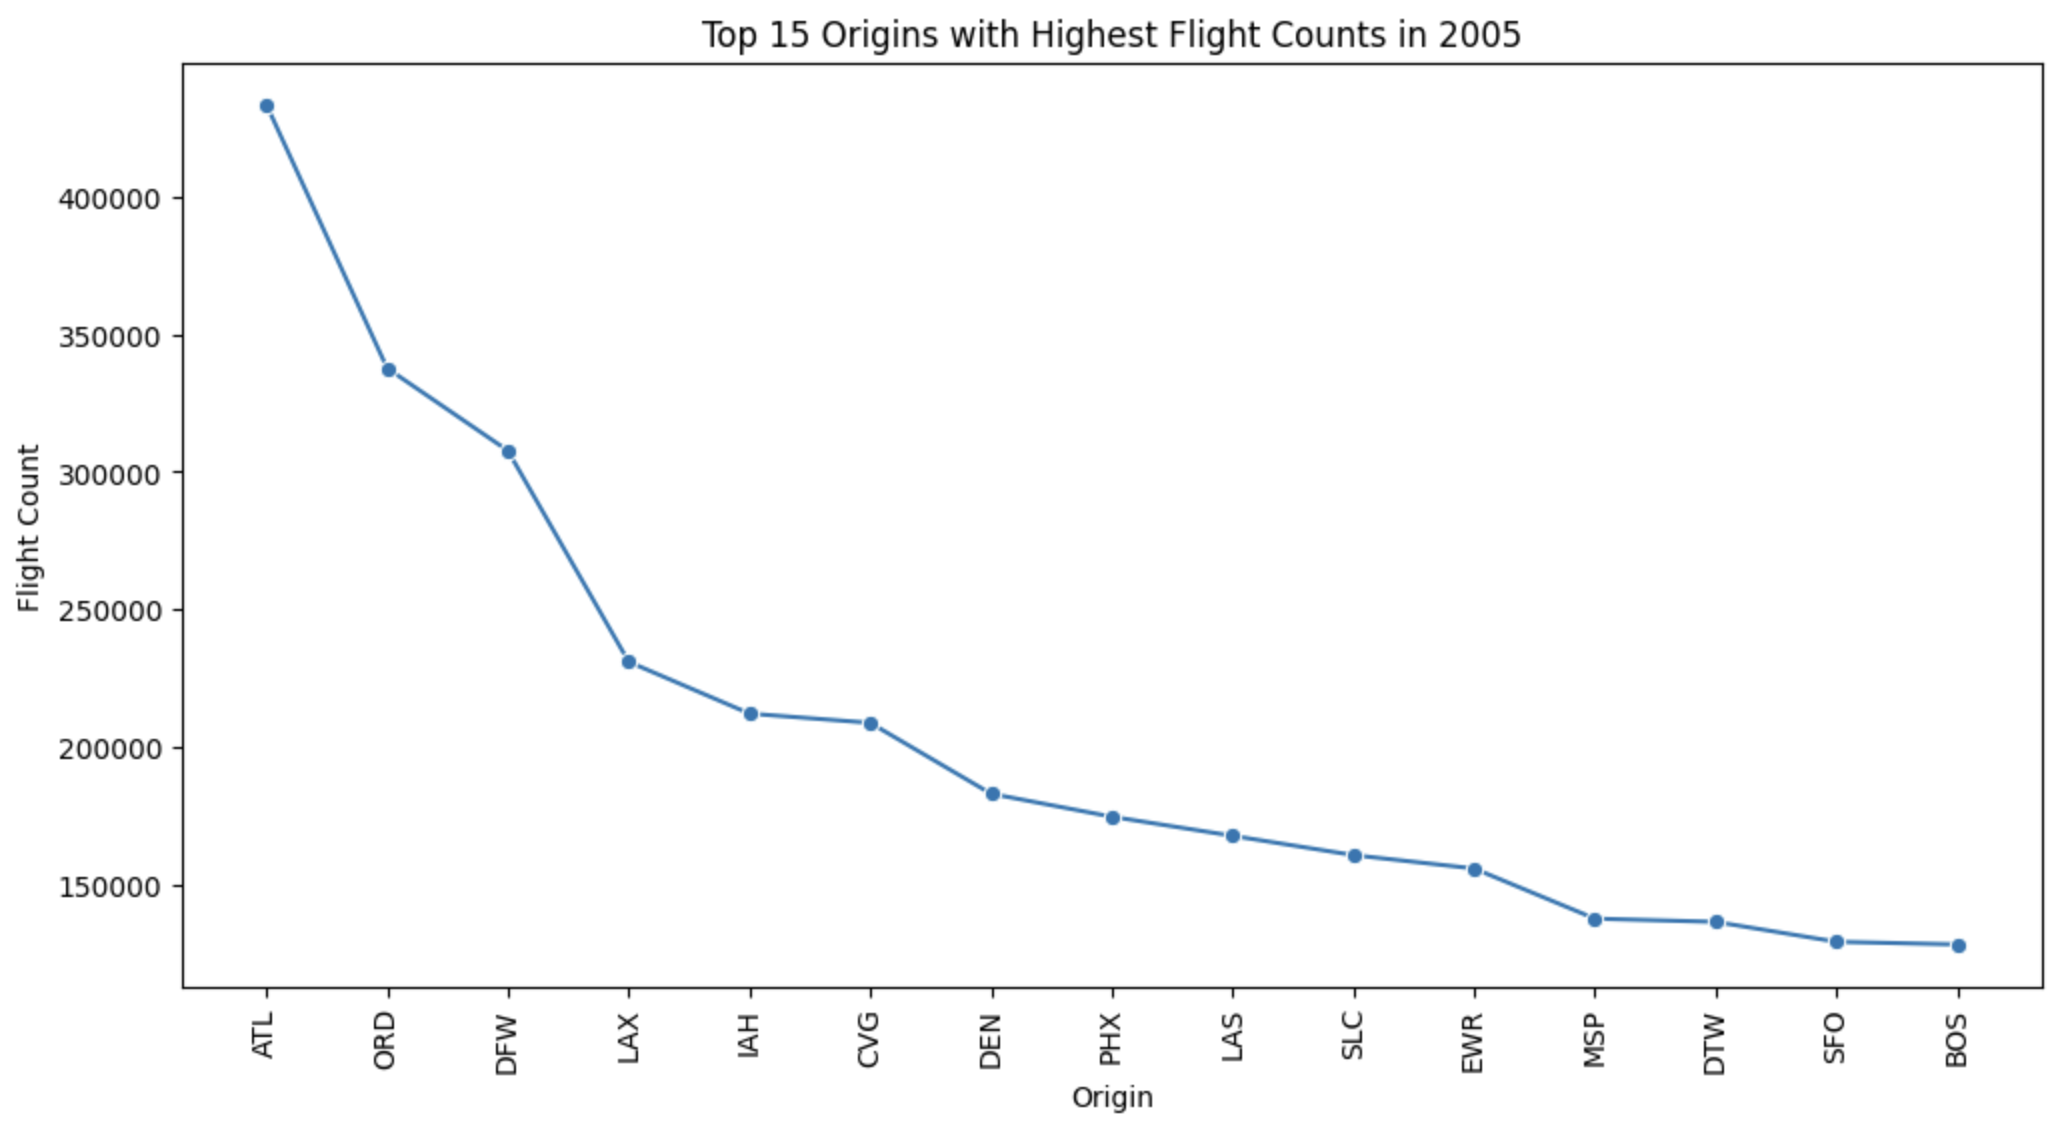 Top 15 Origins with Highest Flight Counts in 2005
Flight Count
400000
350000
300000
250000
200000
150000
ATL
ORD
DFW
LAX
IAH
CVG
DEN
PHX
LAS
SLC
EWR
MSP
DTW
SFO
BOS
Origin